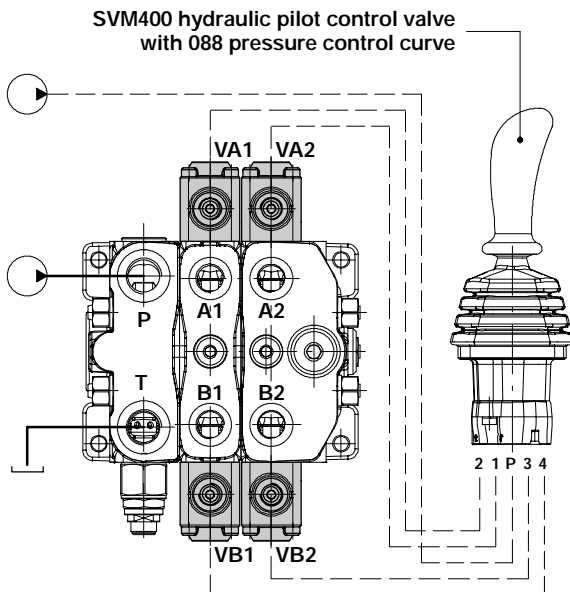 SVM400 hydraulic pilot control valve
with 088 pressure control curve
VA1 VA2
P A1 A2
T B1 B2
2 1 P 3 4
VB1 VB2